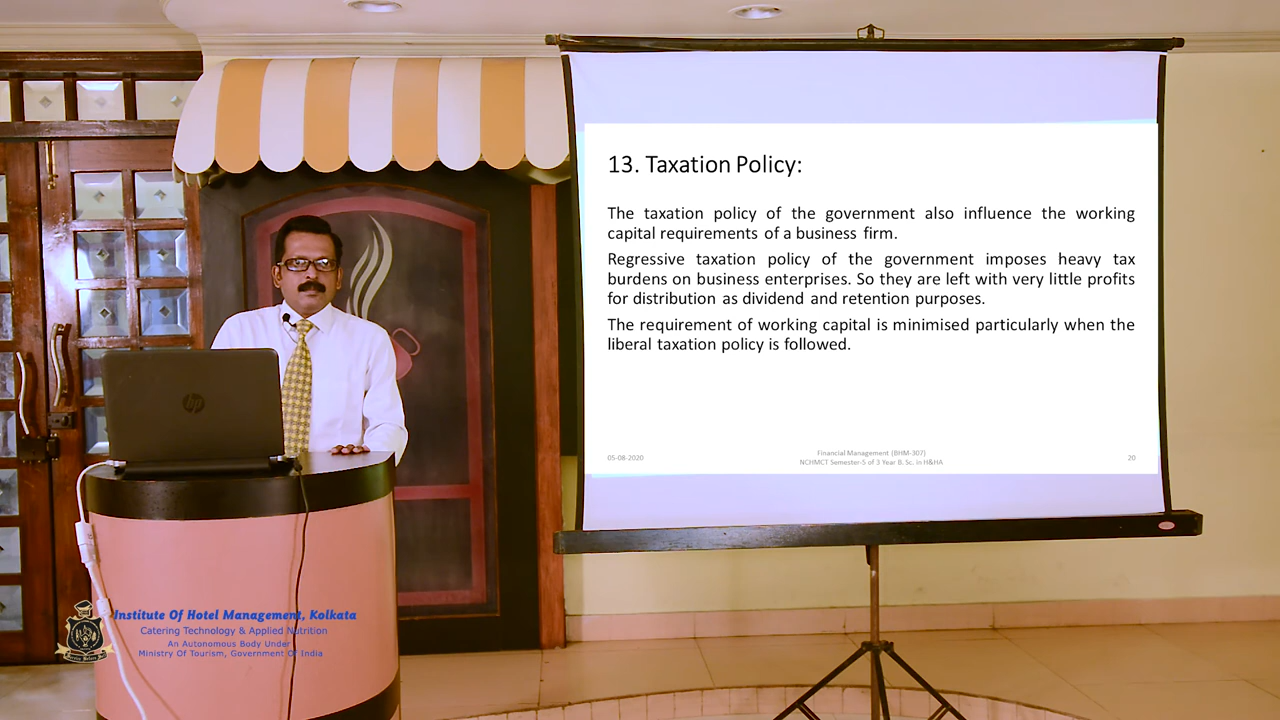 13. Taxation Policy:
The taxation policy of the government also influence the working
capital requirements of a business firm.
Regressive taxation policy of the government imposes heavy tax
burdens on business enterprises. So they are left with very little profits
for distribution as dividend and retention purposes.
The requirement of working capital is minimised particularly when the
liberal taxation policy is followed.
05-08-2020
Financial Management (BHM-307)
NCHMCT Semester-5 of 3 Year B. Sc. in H&HA
20
hp
Institute Of Hotel Management, Kolkata
Catering Technology & Applied Nutrition
An Autonomous Body Under
Ministry Of Tourism, Government Of India